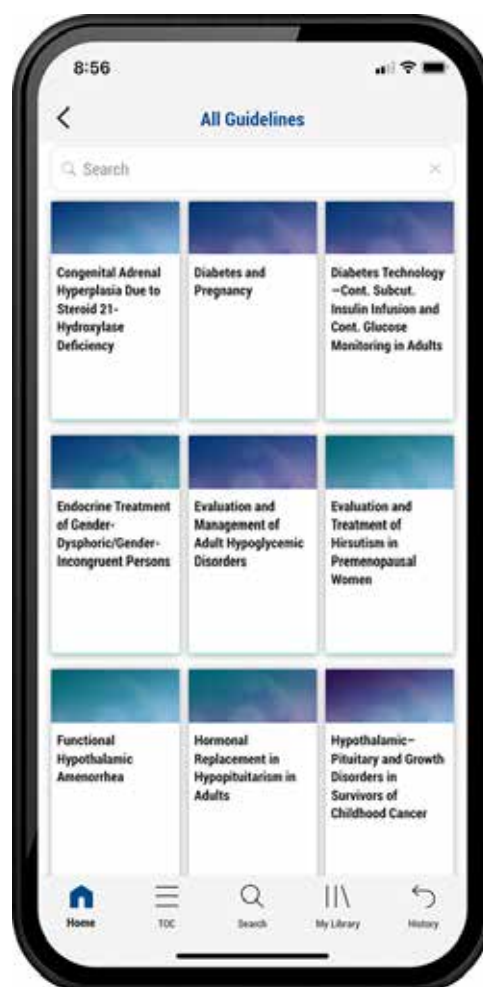 8:56
All Guidelines
Search
Congenital Adrenal
Hyperplasia Due to
Steroid 21-
Hydroxylase
Deficiency
Diabetes and
Pregnancy
Diabetes Technology
–Cont. Subcut.
Insulin Infusion and
Cont. Glucose
Monitoring in Adults
Endocrine Treatment
of Gender-
Dysphoric/Gender-
Incongruent Persons
Evaluation and
Management of
Adult Hypoglycemic
Disorders
Evaluation and
Treatment of
Hirsutism in
Premenopausal
Women
Functional
Hypothalamic
Amenorrhea
Hormonal
Replacement in
Hypopituitarism in
Adults
Hypothalamic–
Pituitary and Growth
Disorders in
Survivors of
Childhood Cancer
Home
TOC
Search
My Library
History